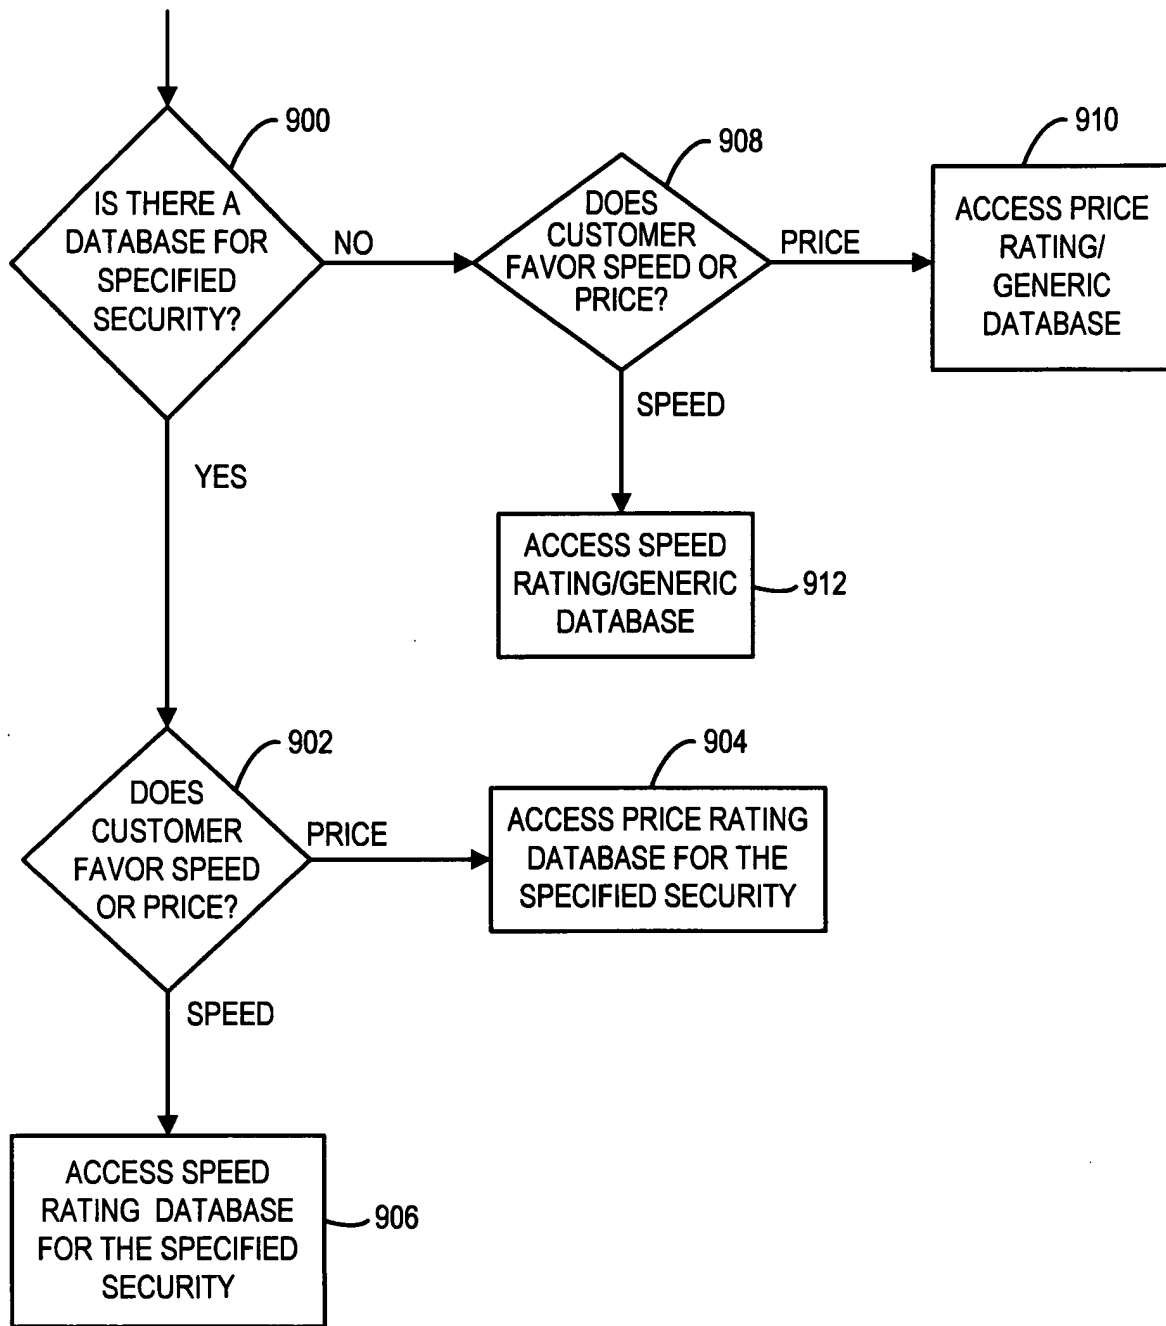 900
IS THERE A
DATABASE FOR
SPECIFIED
SECURITY?
NO
908
DOES
CUSTOMER
FAVOR SPEED OR
PRICE?
PRICE
910
ACCESS PRICE
RATING/
GENERIC
DATABASE
SPEED
ACCESS SPEED
RATING/GENERIC
DATABASE
912
YES
902
DOES
CUSTOMER
FAVOR SPEED
OR PRICE?
PRICE
904
ACCESS PRICE RATING
DATABASE FOR THE
SPECIFIED SECURITY
SPEED
ACCESS SPEED
RATING DATABASE
FOR THE SPECIFIED
SECURITY
906